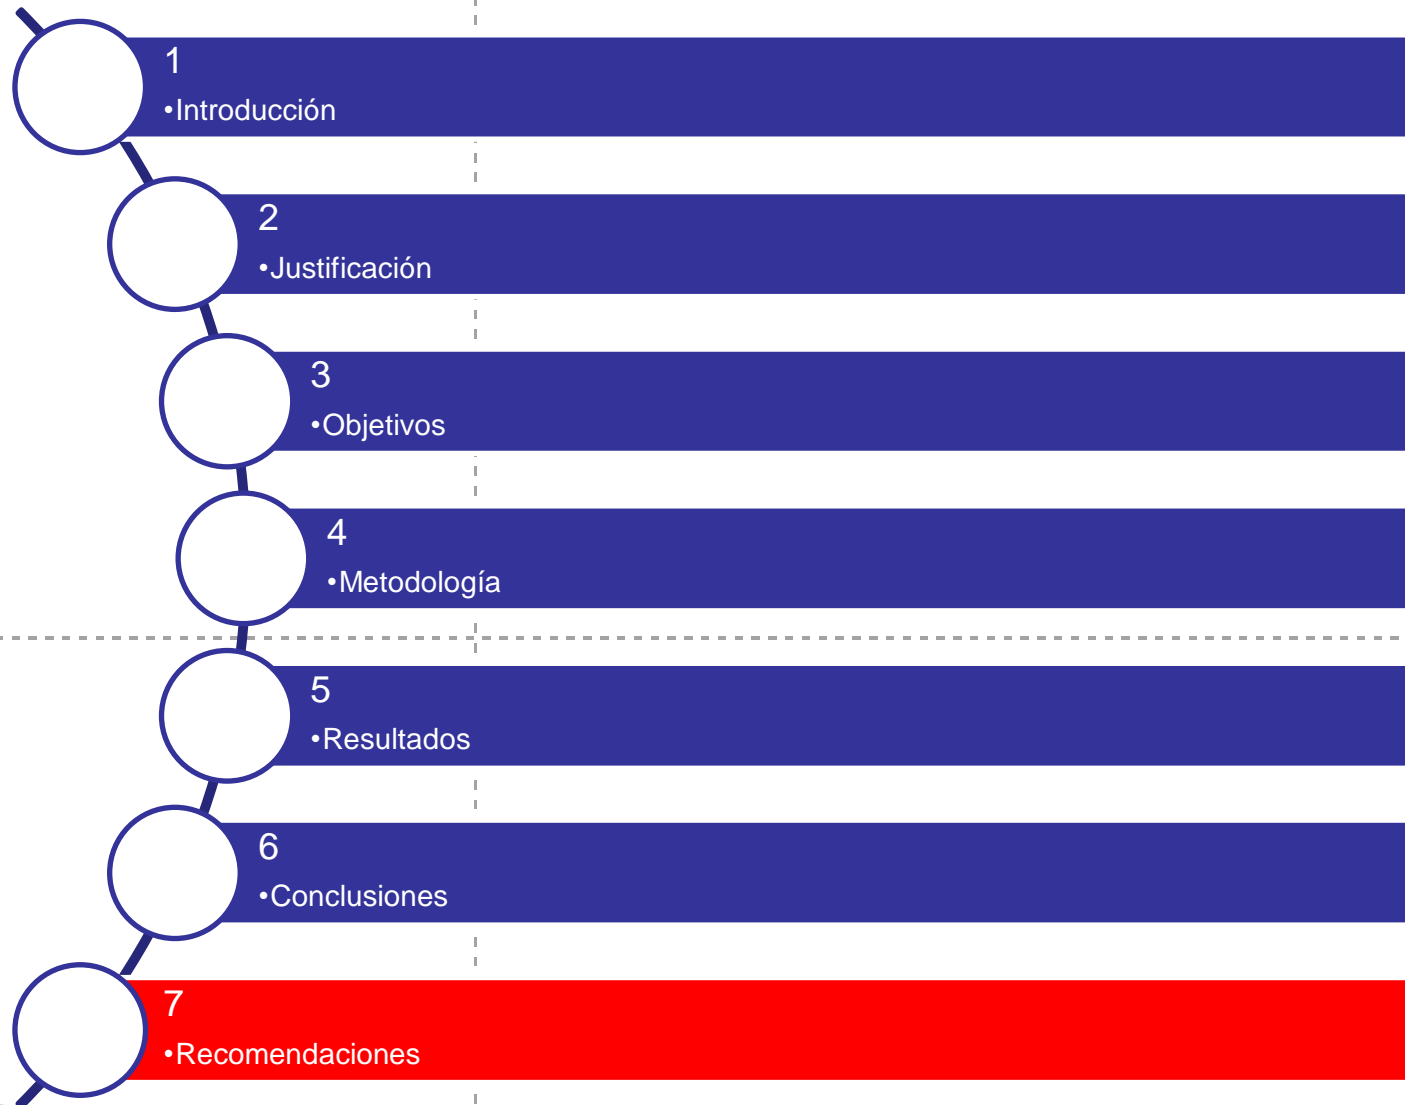 1
•Introducción
2
•Justificación
3
•Objetivos
4
•Metodología
5
•Resultados
6
•Conclusiones
7
•Recomendaciones